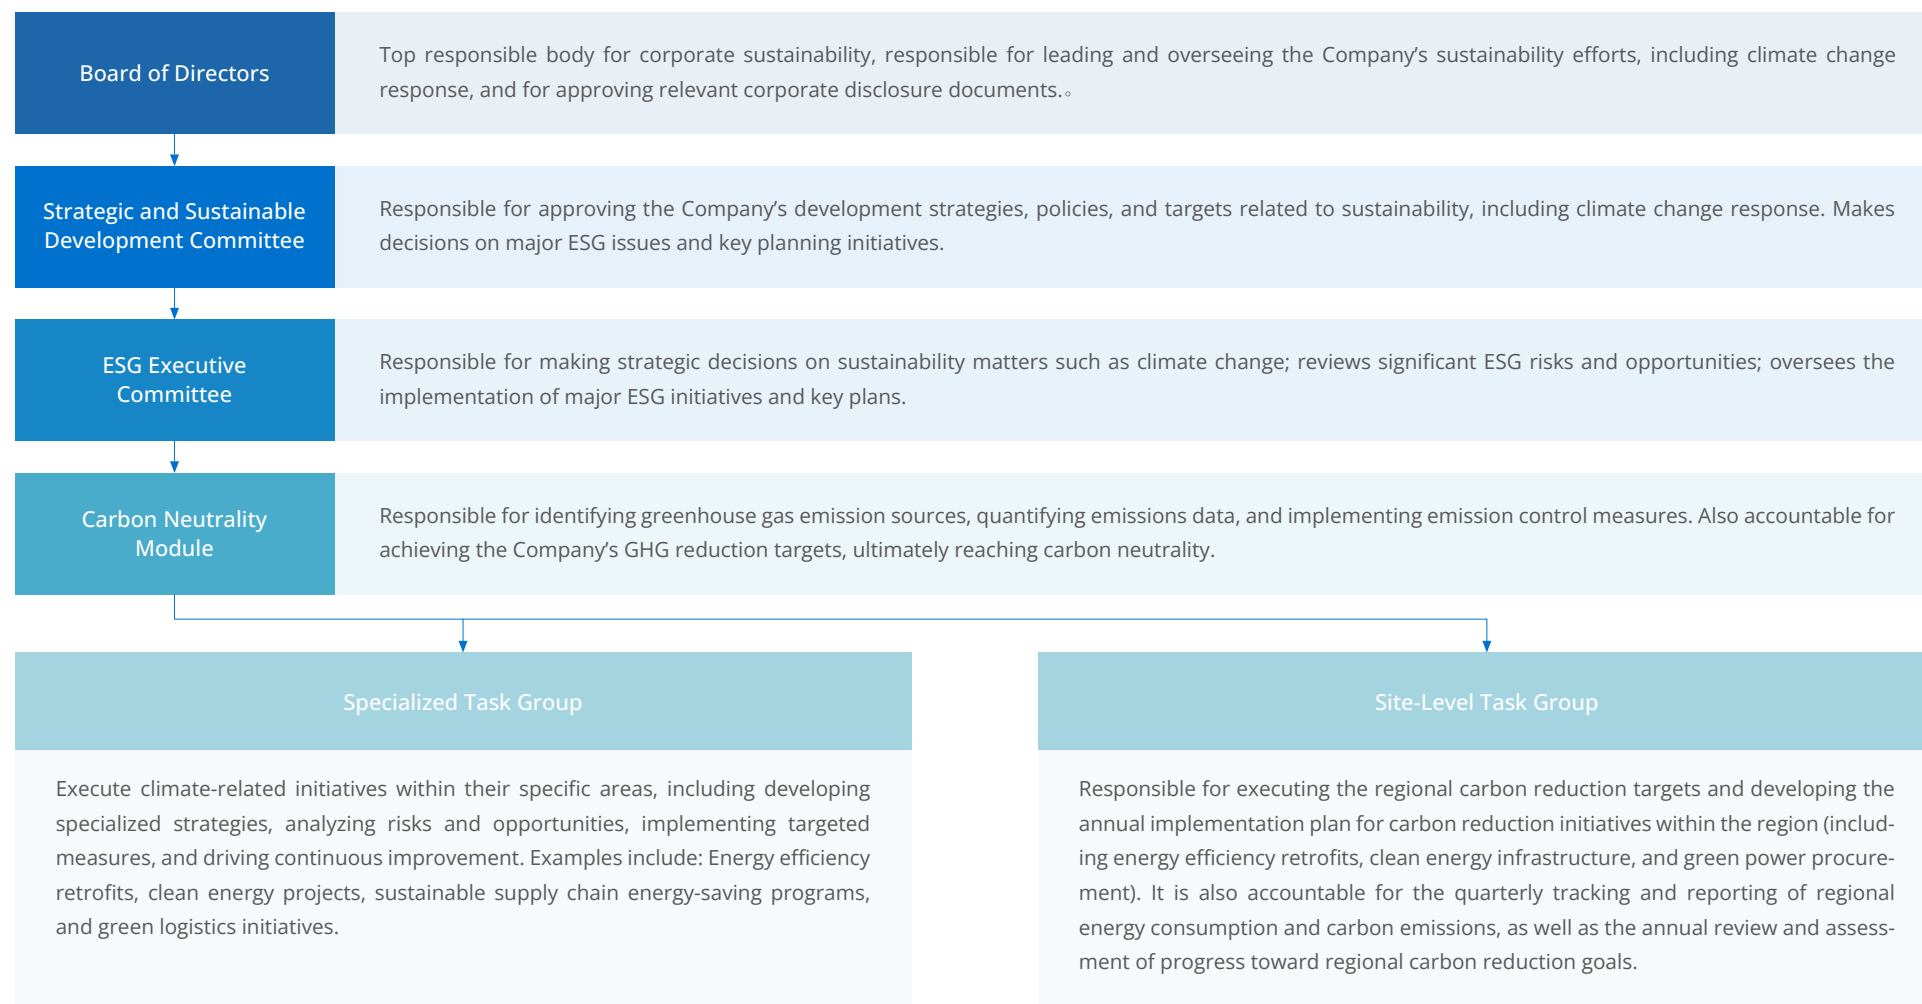 Board of Directors
Top responsible body for corporate sustainability, responsible for leading and overseeing the Company’s sustainability efforts, including climate change
response, and for approving relevant corporate disclosure documents.。
Strategic and Sustainable
Development Committee
Responsible for approving the Company’s development strategies, policies, and targets related to sustainability, including climate change response. Makes
decisions on major ESG issues and key planning initiatives.
ESG Executive
Committee
Responsible for making strategic decisions on sustainability matters such as climate change; reviews significant ESG risks and opportunities; oversees the
implementation of major ESG initiatives and key plans.
Carbon Neutrality
Module
Responsible for identifying greenhouse gas emission sources, quantifying emissions data, and implementing emission control measures. Also accountable for
achieving the Company’s GHG reduction targets, ultimately reaching carbon neutrality.
Specialized Task Group
Execute climate-related initiatives within their specific areas, including developing
specialized strategies, analyzing risks and opportunities, implementing targeted
measures, and driving continuous improvement. Examples include: Energy efficiency
retrofits, clean energy projects, sustainable supply chain energy-saving programs,
and green logistics initiatives.
Site-Level Task Group
Responsible for executing the regional carbon reduction targets and developing the
annual implementation plan for carbon reduction initiatives within the region (includ-
ing energy efficiency retrofits, clean energy infrastructure, and green power procure-
ment). It is also accountable for the quarterly tracking and reporting of regional
energy consumption and carbon emissions, as well as the annual review and assess-
ment of progress toward regional carbon reduction goals.